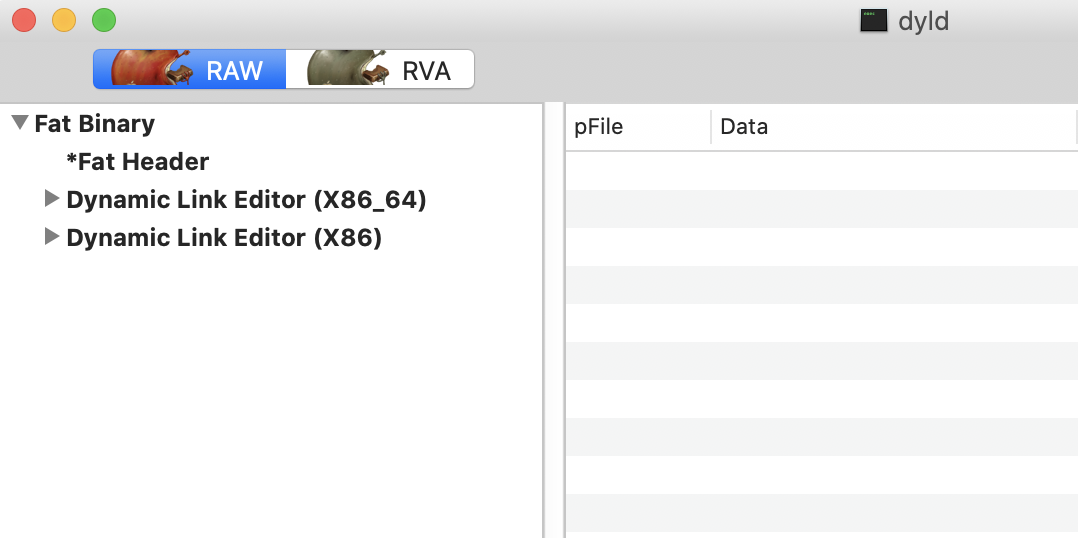 dyld
RAW RVA
Fat Binary
*Fat Header
Dynamic Link Editor (X86_64)
Dynamic Link Editor (X86)
pFile Data